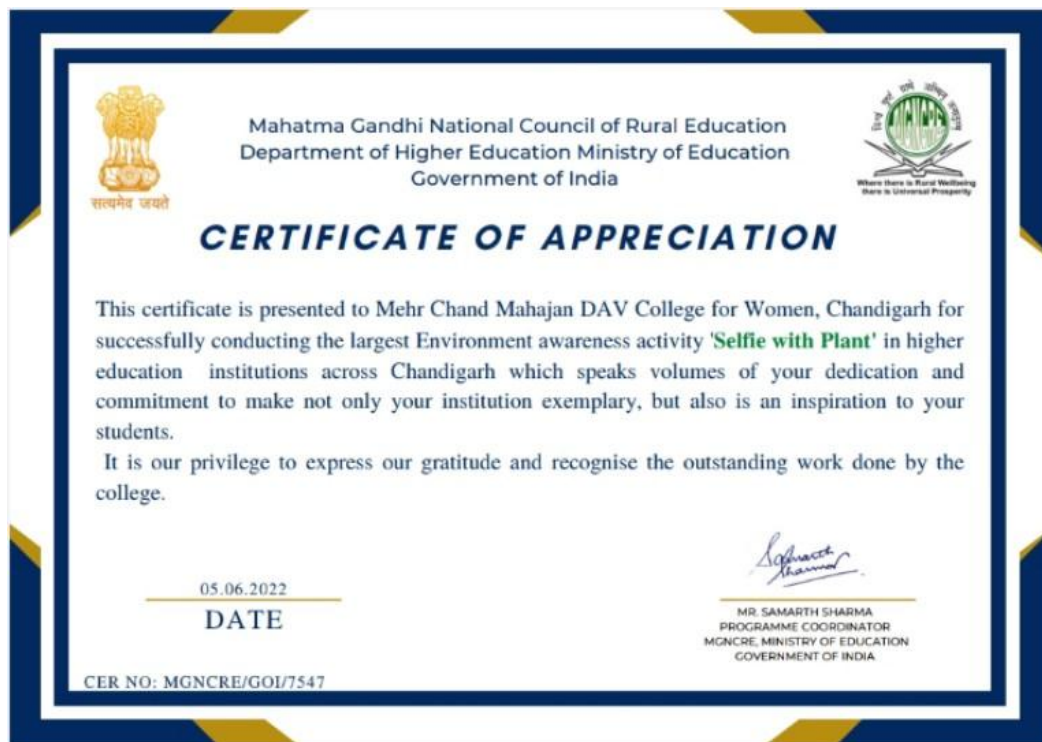 Mahatma Gandhi National Council of Rural Education
Department of Higher Education Ministry of Education
Government of India
सत्यमेव जयते
MGNCRE
Where there is Rural Wellbeing
there is Universal Prosperity
CERTIFICATE OF APPRECIATION
This certificate is presented to Mehr Chand Mahajan DAV College for Women, Chandigarh for
successfully conducting the largest Environment awareness activity 'Selfie with Plant' in higher
education institutions across Chandigarh which speaks volumes of your dedication and
commitment to make not only your institution exemplary, but also is an inspiration to your
students.
It is our privilege to express our gratitude and recognise the outstanding work done by the
college.
Samarth
Sharma
05.06.2022
DATE
MR. SAMARTH SHARMA
PROGRAMME COORDINATOR
MGNCRE, MINISTRY OF EDUCATION
GOVERNMENT OF INDIA
CER NO: MGNCRE/GOI/7547